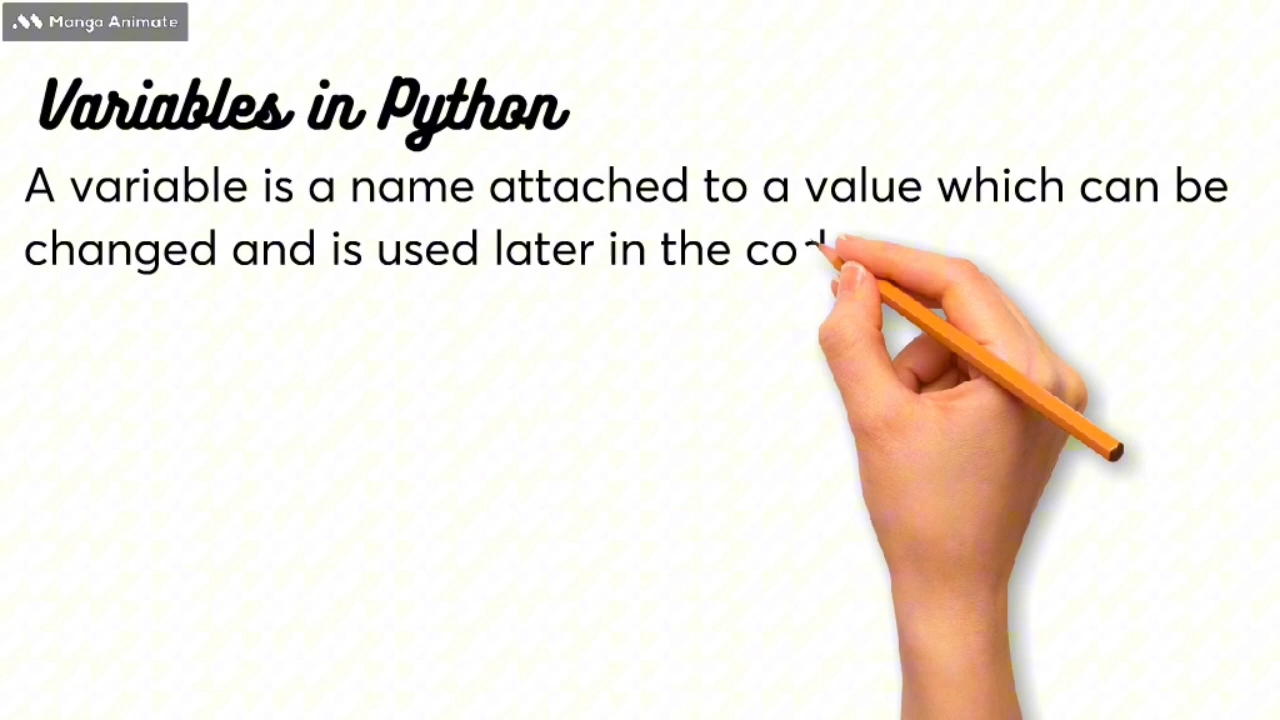 Manga Animate
Variables in Python
A variable is a name attached to a value which can be
changed and is used later in the